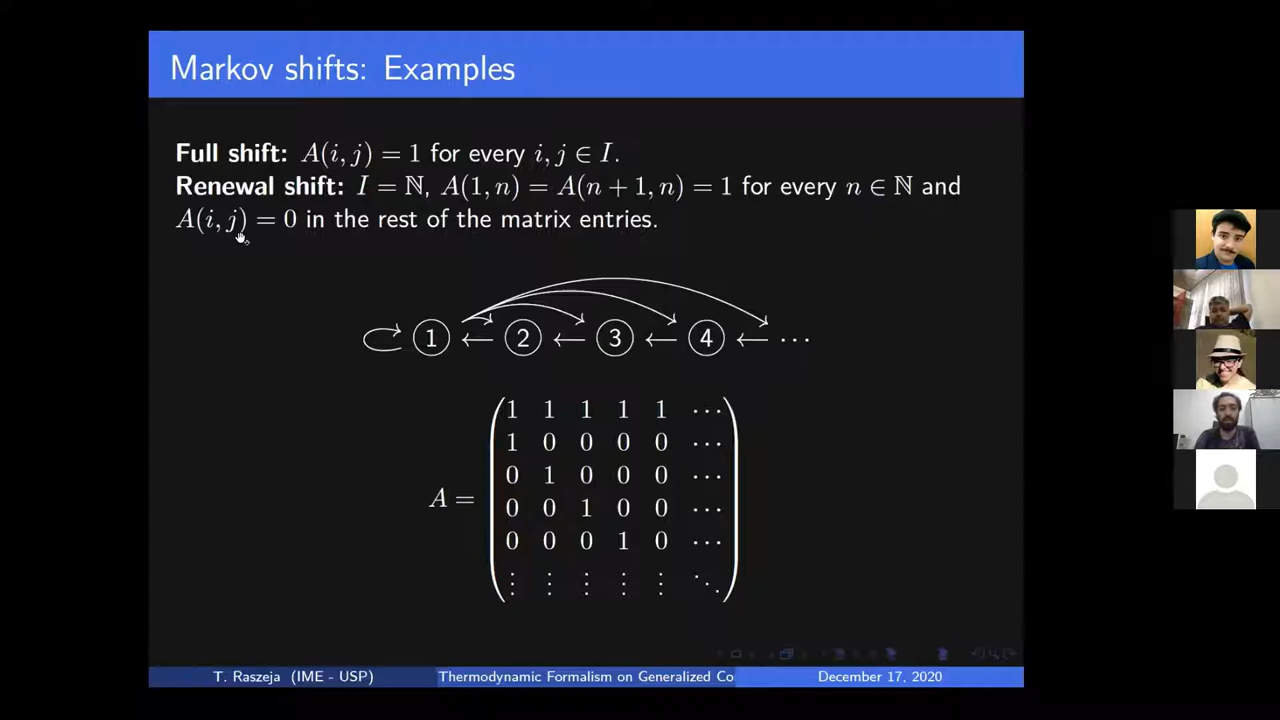 Markov shifts: Examples
Full shift: A(i, j) = 1 for every i, j ∈ I.
Renewal shift: I = ℕ, A(1, n) = A(n + 1, n) = 1 for every n ∈ ℕ and
A(i, j) = 0 in the rest of the matrix entries.
1 ← 2 ← 3 ← 4 ← ⋯
1 1 1 1 1 ⋯
1 0 0 0 0 ⋯
0 1 0 0 0 ⋯
A = 0 0 1 0 0 ⋯
0 0 0 1 0 ⋯
⋮ ⋮ ⋮ ⋮ ⋮ ⋱
T. Raszeja (IME - USP) Thermodynamic Formalism on Generalized Co December 17, 2020